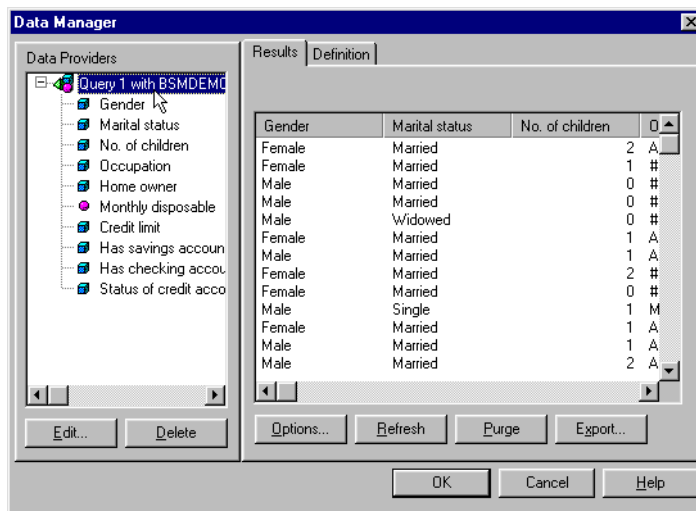 Data Manager
Data Providers
Query 1 with BSMDEMO
Gender
Marital status
No. of children
Occupation
Home owner
Monthly disposable
Credit limit
Has savings accoun
Has checking accou
Status of credit acco
Edit... Delete
Results Definition
Gender Marital status No. of children O
Female Married 2 A
Female Married 1 #
Male Married 0 #
Male Married 0 #
Male Widowed 0 #
Female Married 1 A
Male Married 1 A
Female Married 2 #
Female Married 0 #
Male Single 1 M
Female Married 1 A
Male Married 1 A
Male Married 2 A
Options... Refresh Purge Export...
OK Cancel Help